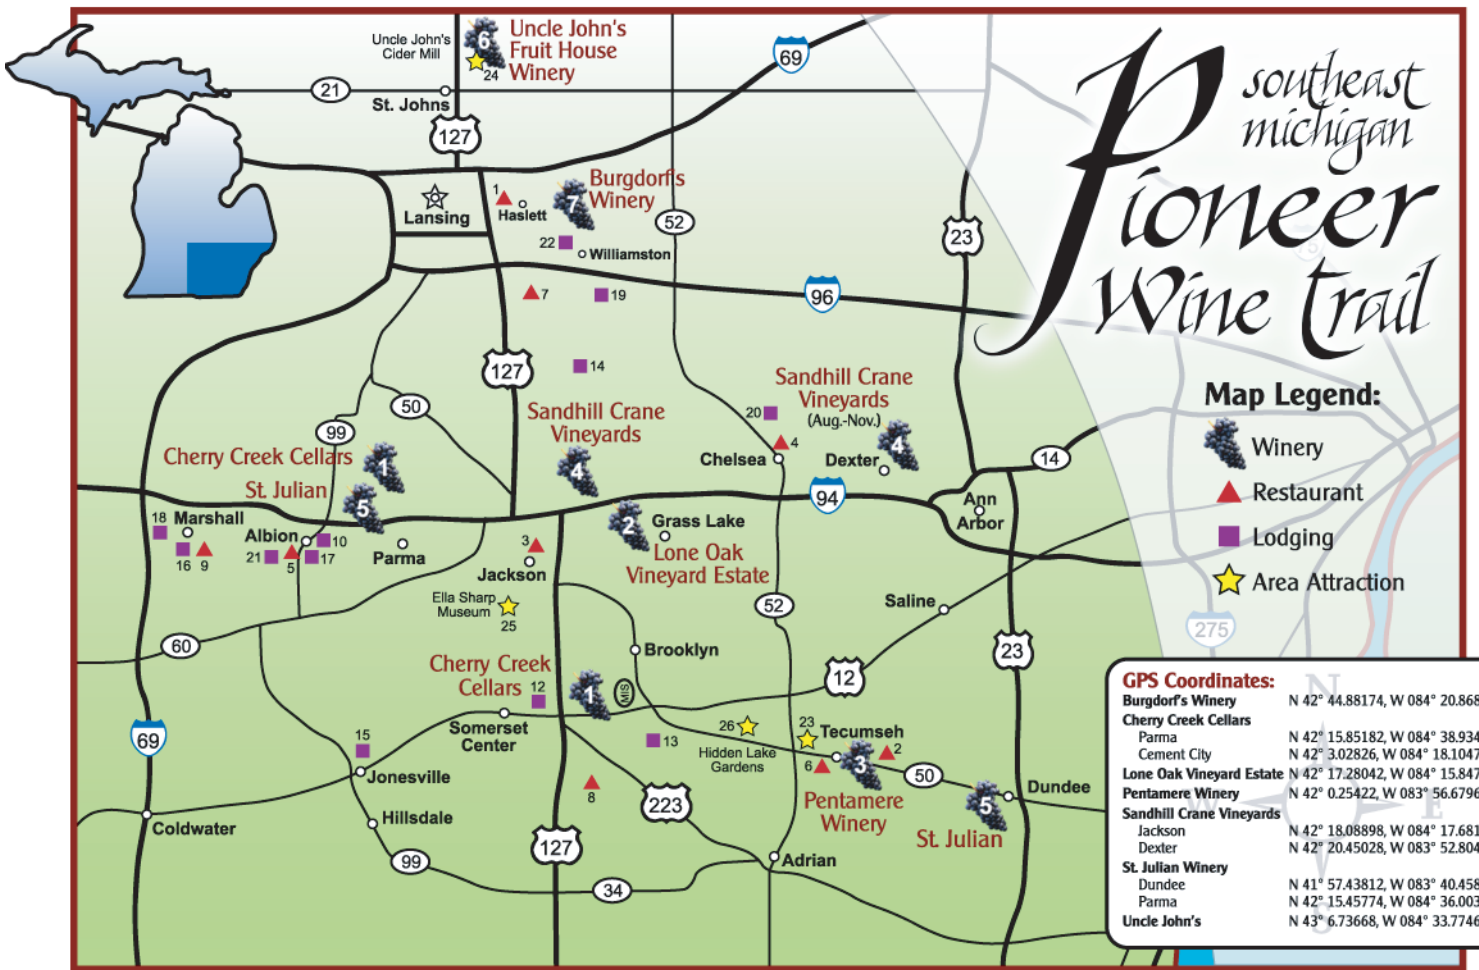 southeast
michigan
Pioneer
Wine Trail
Uncle John's
Cider Mill
6
24
Uncle John's
Fruit House
Winery
69
21
St. Johns
127
Lansing
1
Haslett
7
Burgdorf's
Winery
52
23
22
Williamston
7
19
96
127
14
50
99
Sandhill Crane
Vineyards
4
Sandhill Crane
Vineyards
(Aug.-Nov.)
4
20
4
Chelsea
Dexter
14
Cherry Creek Cellars
1
St. Julian
5
94
Ann
Arbor
18
Marshall
16
9
Albion
10
21
5
17
Parma
3
Jackson
2
Grass Lake
Lone Oak
Vineyard Estate
Ella Sharp
Museum
25
52
Saline
60
Brooklyn
23
12
Cherry Creek
Cellars
12
1
MIS
Somerset
Center
13
26
Hidden Lake
Gardens
23
Tecumseh
2
6
3
50
Dundee
5
Pentamere
Winery
St. Julian
69
15
Jonesville
8
223
Coldwater
Hillsdale
127
99
34
Adrian
275
Map Legend:
Winery
Restaurant
Lodging
Area Attraction
GPS Coordinates:
Burgdorf's Winery N 42° 44.88174, W 084° 20.868
Cherry Creek Cellars
Parma N 42° 15.85182, W 084° 38.934
Cement City N 42° 3.02826, W 084° 18.1047
Lone Oak Vineyard Estate N 42° 17.28042, W 084° 15.847
Pentamere Winery N 42° 0.25422, W 083° 56.6796
Sandhill Crane Vineyards
Jackson N 42° 18.08898, W 084° 17.681
Dexter N 42° 20.45028, W 083° 52.804
St. Julian Winery
Dundee N 41° 57.43812, W 083° 40.458
Parma N 42° 15.45774, W 084° 36.003
Uncle John's N 43° 6.73668, W 084° 33.7746
N
W
E
S